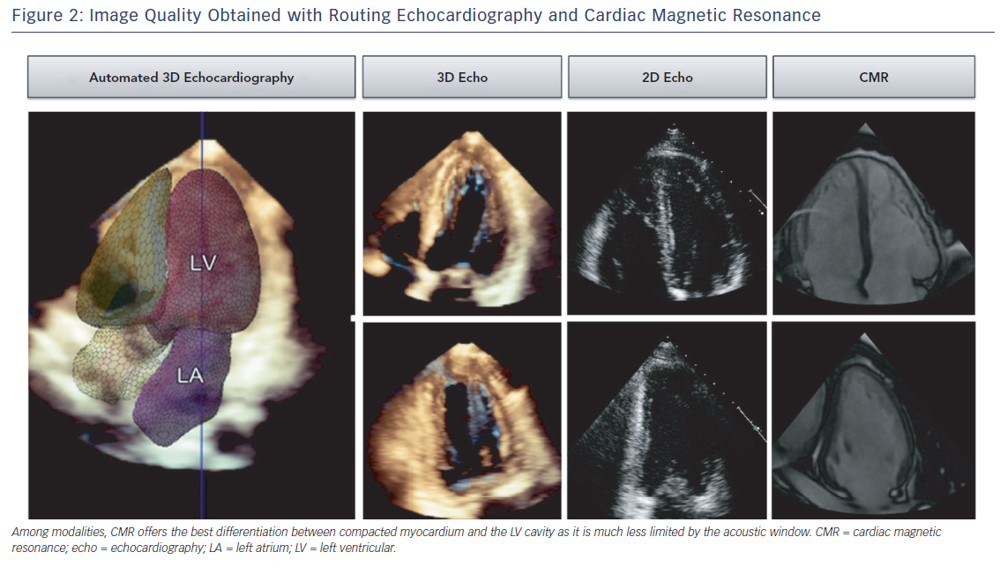 Figure 2: Image Quality Obtained with Routing Echocardiography and Cardiac Magnetic Resonance
Automated 3D Echocardiography
3D Echo
2D Echo
CMR
LV
LA
Among modalities, CMR offers the best differentiation between compacted myocardium and the LV cavity as it is much less limited by the acoustic window. CMR = cardiac magnetic
resonance; echo = echocardiography; LA = left atrium; LV = left ventricular.